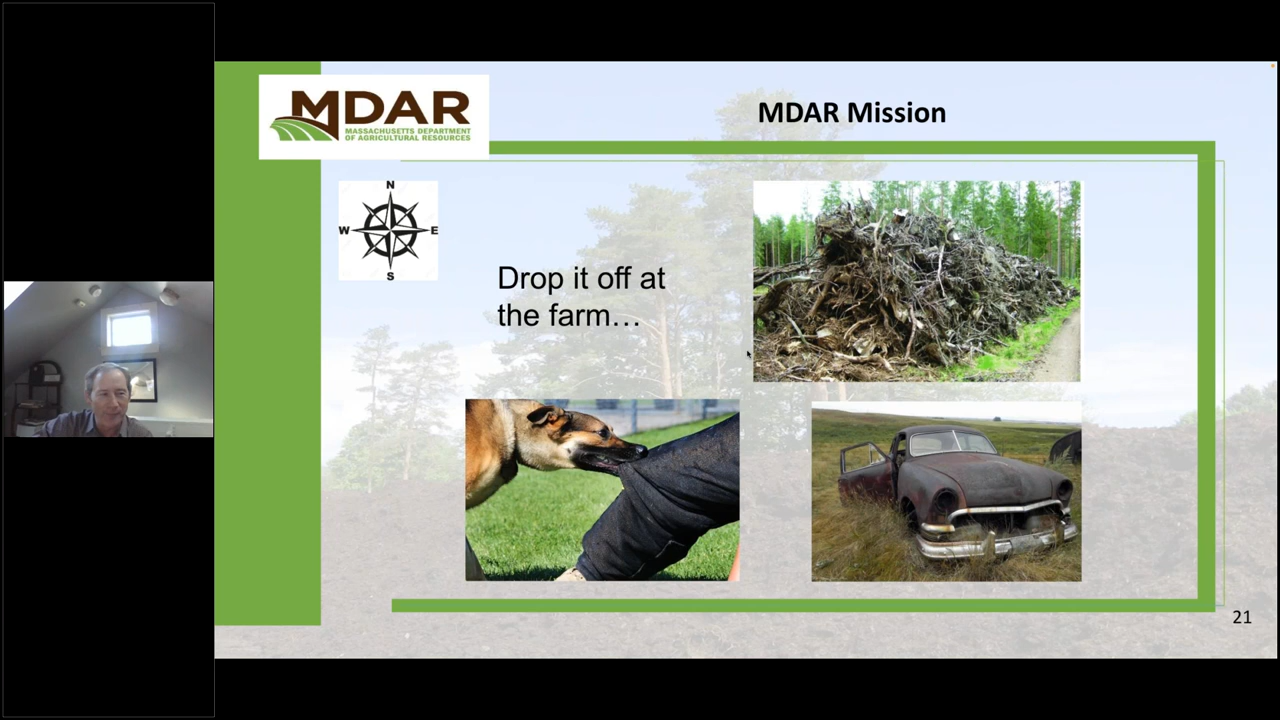 MDAR
MASSACHUSETTS DEPARTMENT
OF AGRICULTURAL RESOURCES
MDAR Mission
N
W E
S
Drop it off at
the farm…
21